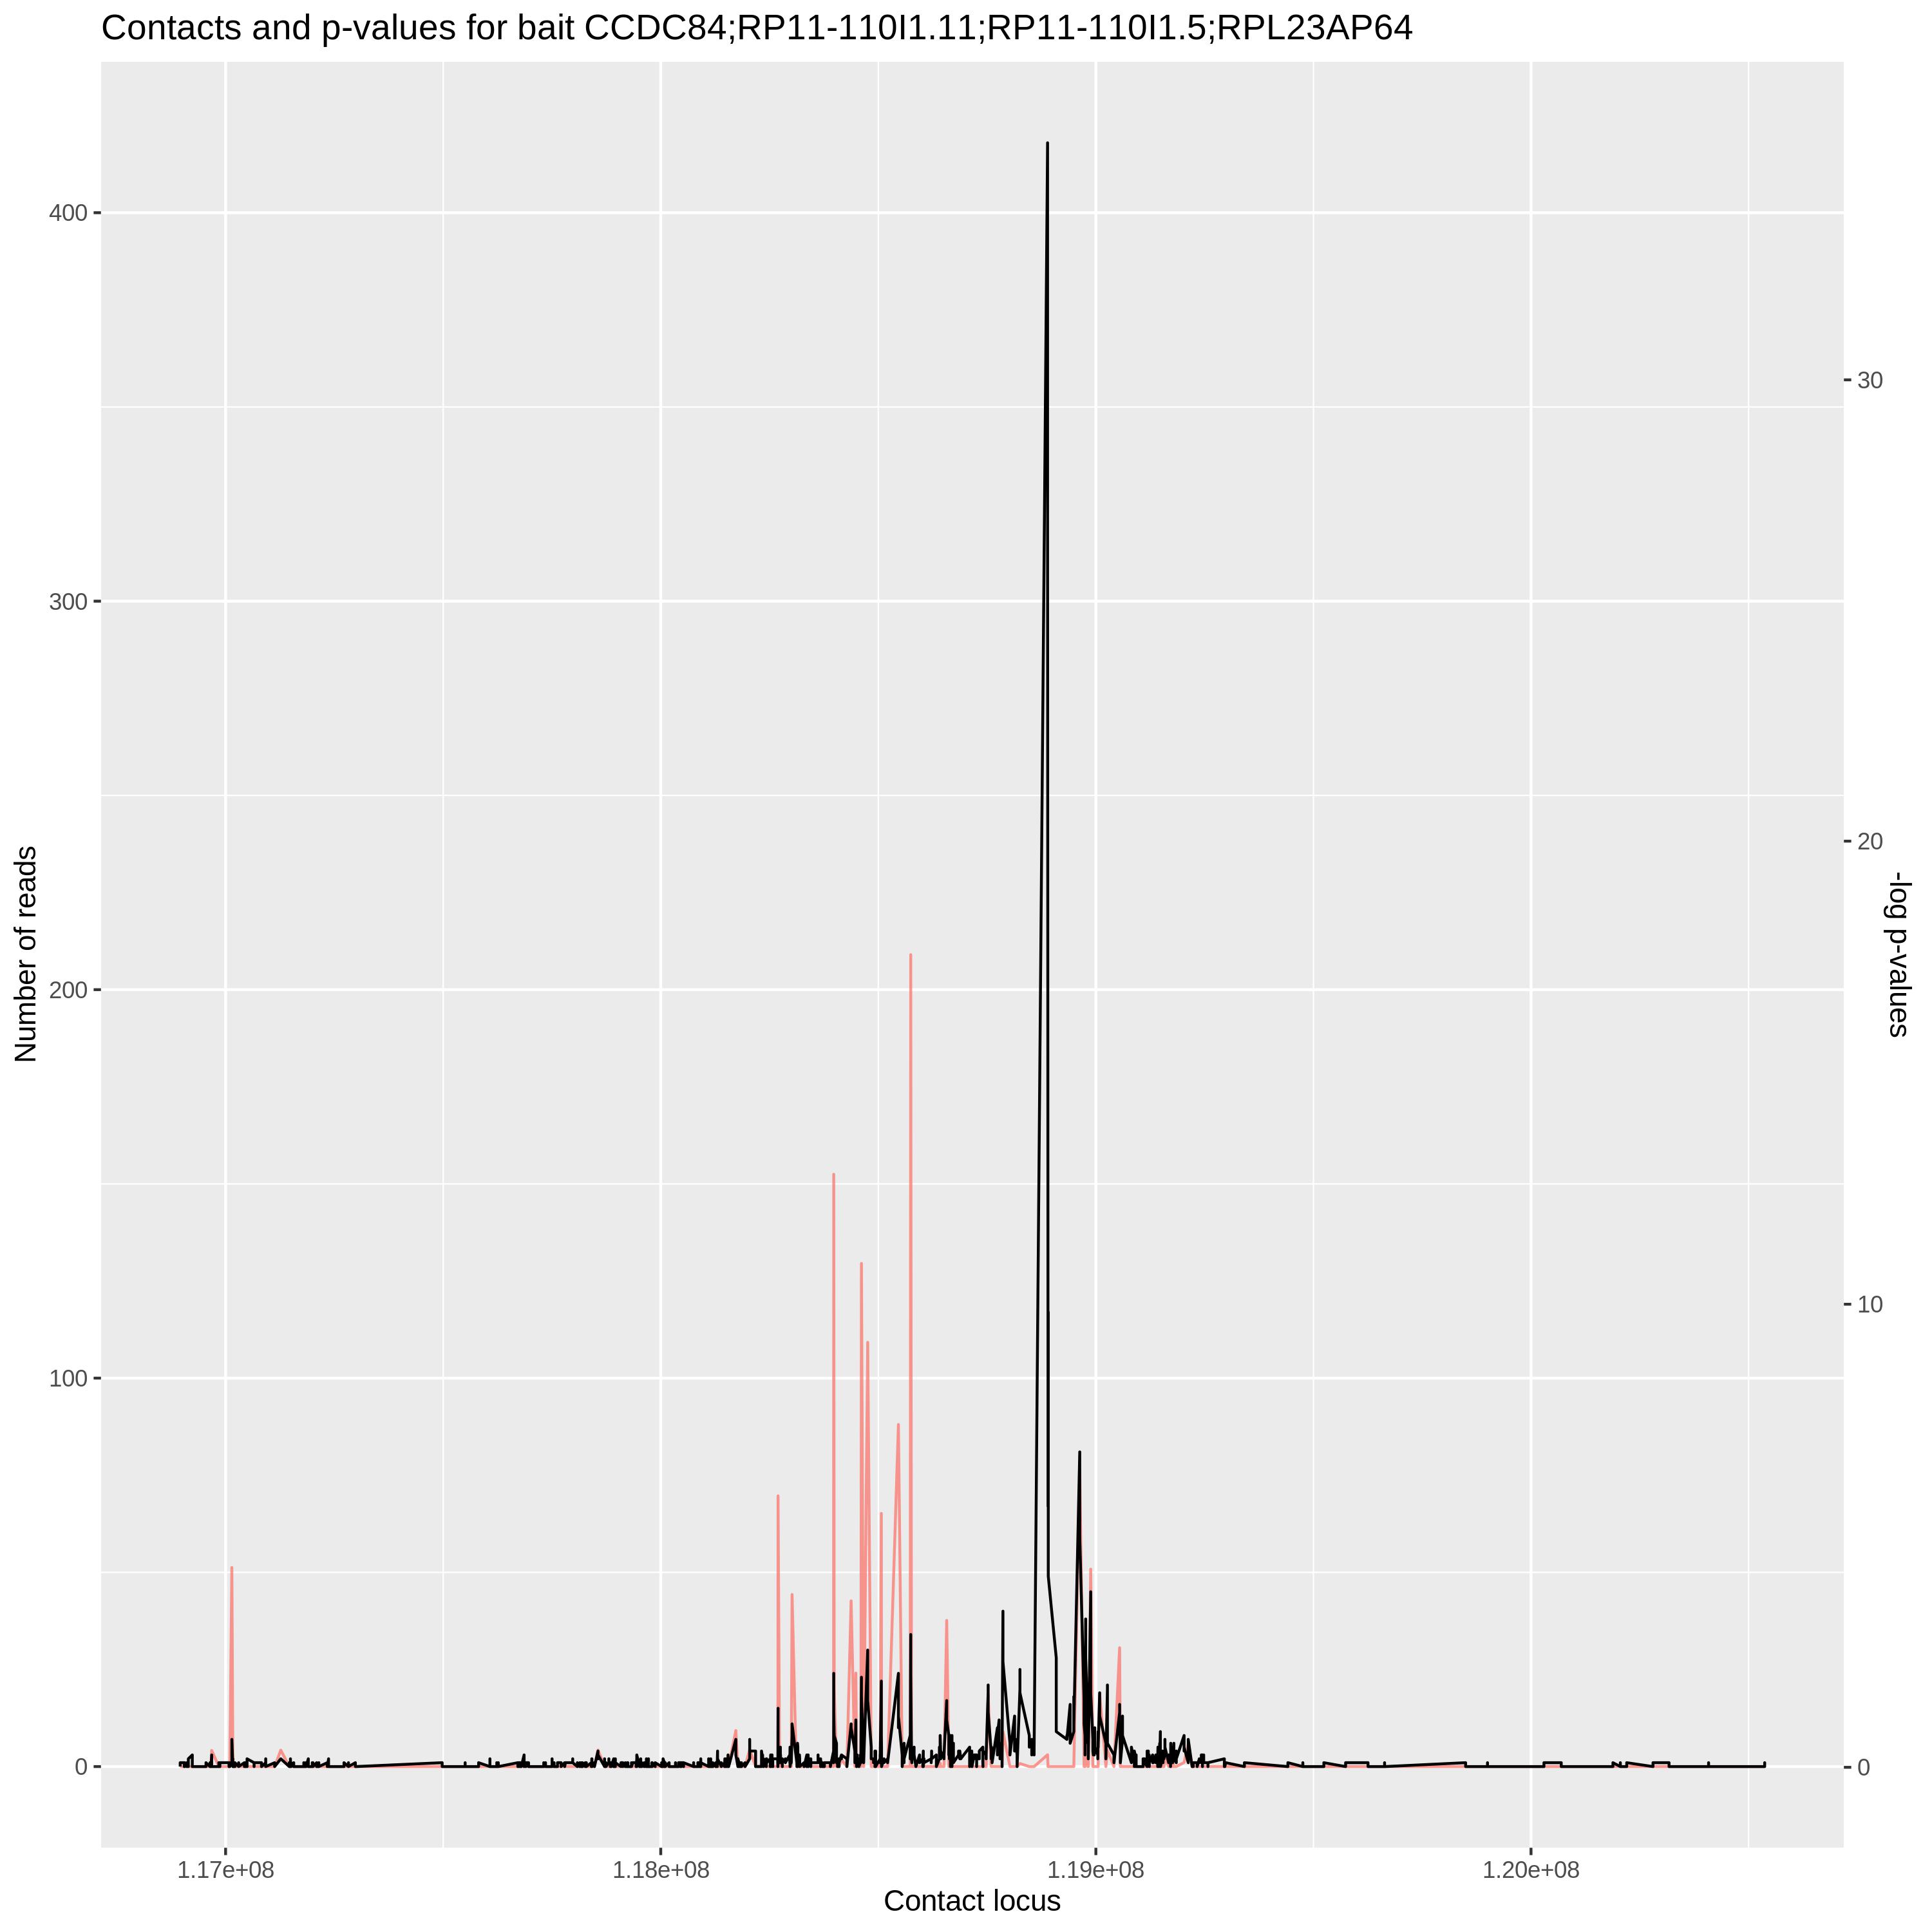 Contacts and p-values for bait CCDC84;RP11-110I1.11;RP11-110I1.5;RPL23AP64
400
300
200
100
0
Number of reads
30
20
10
0
-log p-values
1.17e+08
1.18e+08
1.19e+08
1.20e+08
Contact locus